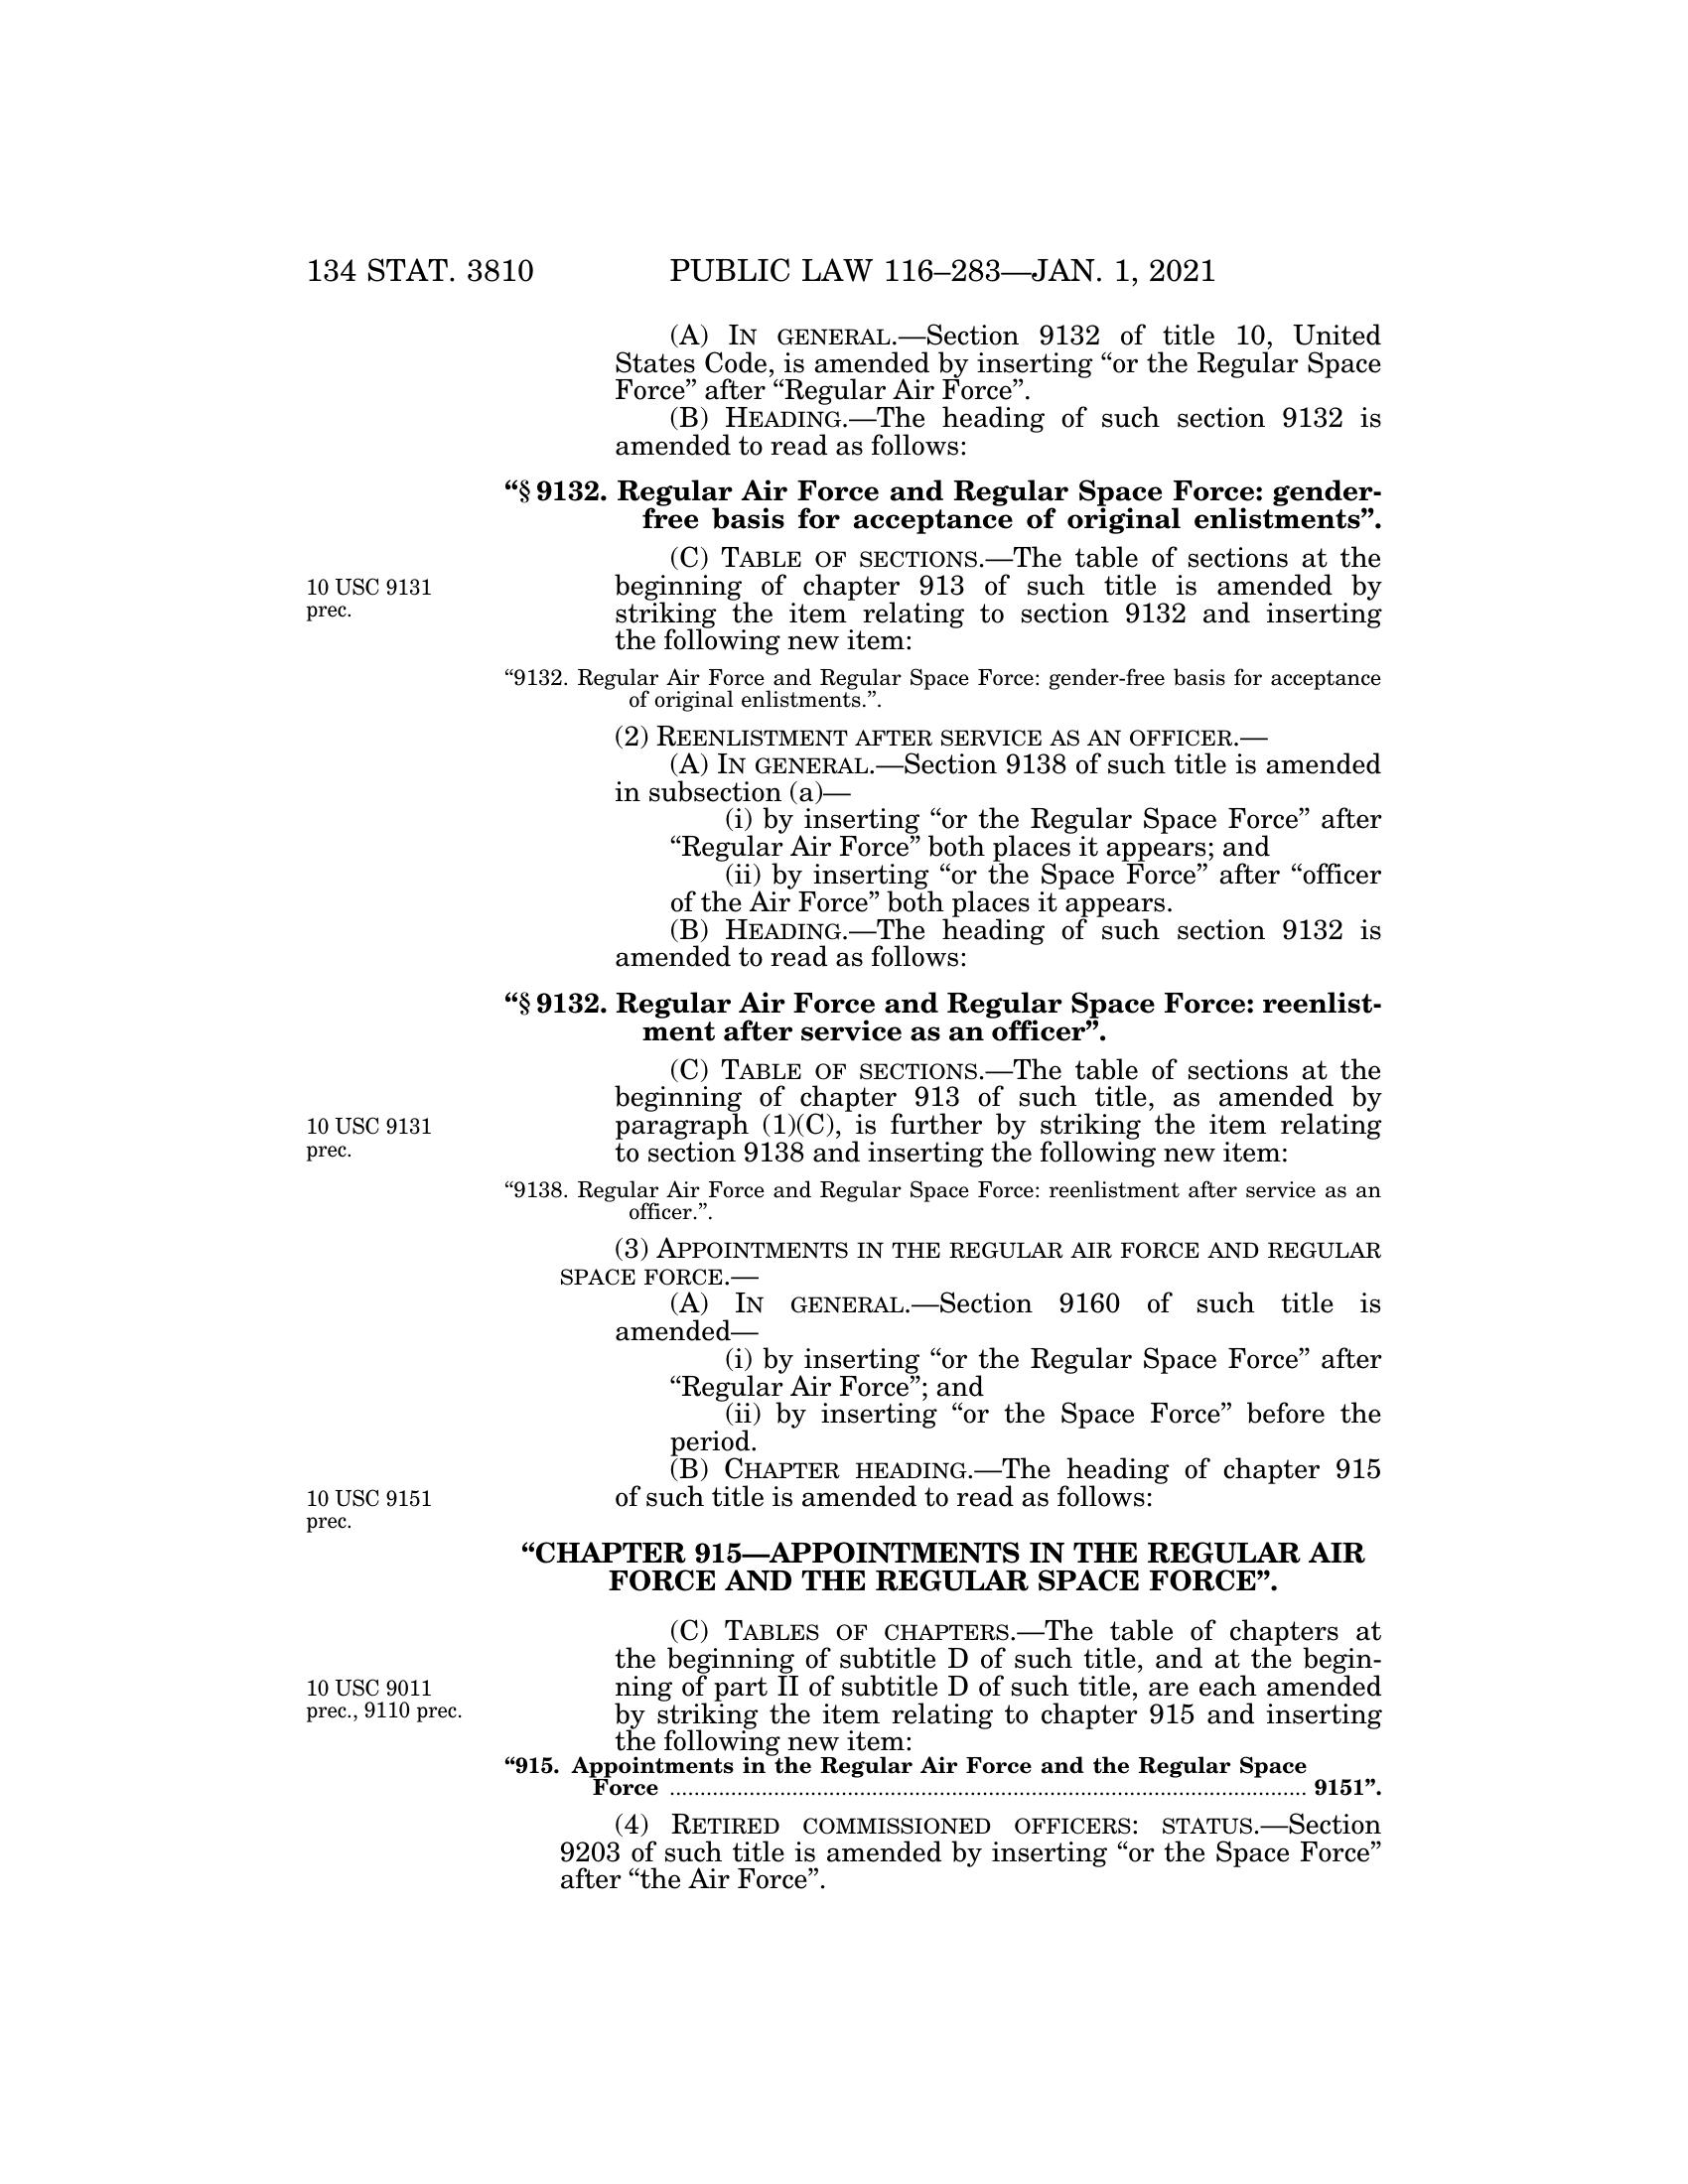 134 STAT. 3810 PUBLIC LAW 116–283—JAN. 1, 2021
(A) IN GENERAL.—Section 9132 of title 10, United
States Code, is amended by inserting “or the Regular Space
Force” after “Regular Air Force”.
(B) HEADING.—The heading of such section 9132 is
amended to read as follows:
“§ 9132. Regular Air Force and Regular Space Force: gender-
free basis for acceptance of original enlistments”.
(C) TABLE OF SECTIONS.—The table of sections at the
beginning of chapter 913 of such title is amended by
striking the item relating to section 9132 and inserting
the following new item:
10 USC 9131
prec.
“9132. Regular Air Force and Regular Space Force: gender-free basis for acceptance
of original enlistments.”.
(2) REENLISTMENT AFTER SERVICE AS AN OFFICER.—
(A) IN GENERAL.—Section 9138 of such title is amended
in subsection (a)—
(i) by inserting “or the Regular Space Force” after
“Regular Air Force” both places it appears; and
(ii) by inserting “or the Space Force” after “officer
of the Air Force” both places it appears.
(B) HEADING.—The heading of such section 9132 is
amended to read as follows:
“§ 9132. Regular Air Force and Regular Space Force: reenlist-
ment after service as an officer”.
(C) TABLE OF SECTIONS.—The table of sections at the
beginning of chapter 913 of such title, as amended by
paragraph (1)(C), is further by striking the item relating
to section 9138 and inserting the following new item:
10 USC 9131
prec.
“9138. Regular Air Force and Regular Space Force: reenlistment after service as an
officer.”.
(3) APPOINTMENTS IN THE REGULAR AIR FORCE AND REGULAR
SPACE FORCE.—
(A) IN GENERAL.—Section 9160 of such title is
amended—
(i) by inserting “or the Regular Space Force” after
“Regular Air Force”; and
(ii) by inserting “or the Space Force” before the
period.
(B) CHAPTER HEADING.—The heading of chapter 915
of such title is amended to read as follows:
10 USC 9151
prec.
“CHAPTER 915—APPOINTMENTS IN THE REGULAR AIR
FORCE AND THE REGULAR SPACE FORCE”.
(C) TABLES OF CHAPTERS.—The table of chapters at
the beginning of subtitle D of such title, and at the begin-
ning of part II of subtitle D of such title, are each amended
by striking the item relating to chapter 915 and inserting
the following new item:
10 USC 9011
prec., 9110 prec.
“915. Appointments in the Regular Air Force and the Regular Space
Force .......................................................................................................... 9151”.
(4) RETIRED COMMISSIONED OFFICERS: STATUS.—Section
9203 of such title is amended by inserting “or the Space Force”
after “the Air Force”.